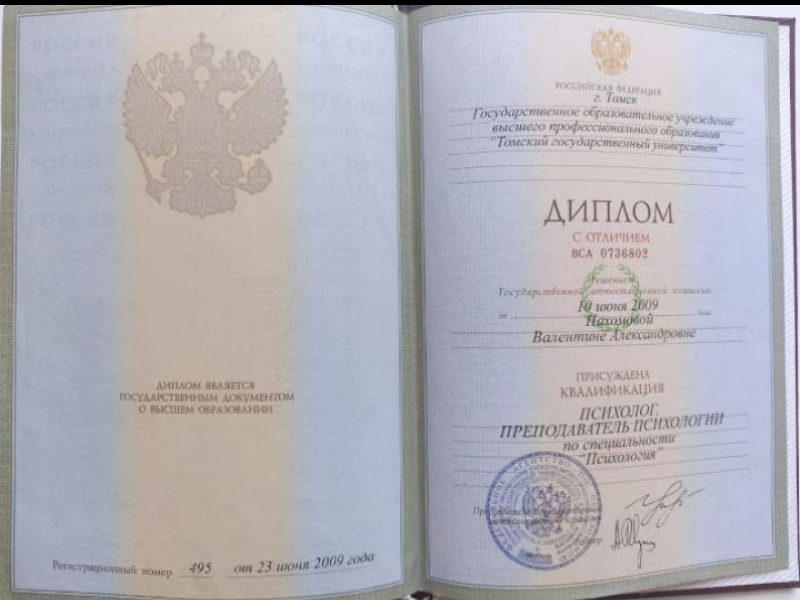 ДИПЛОМ ЯВЛЯЕТСЯ
ГОСУДАРСТВЕННЫМ ДОКУМЕНТОМ
О ВЫСШЕМ ОБРАЗОВАНИИ
Регистрационный номер 495 от 23 июня 2009 года
РОССИЙСКАЯ ФЕДЕРАЦИЯ
г. Томск
Государственное образовательное учреждение
высшего профессионального образования
"Томский государственный университет"
ДИПЛОМ
С ОТЛИЧИЕМ
ВСА 0736802
Решением
Государственной аттестационной комиссии
от 10 июня 2009 года
Пахомовой
Валентине Александровне
ПРИСУЖДЕНА
КВАЛИФИКАЦИЯ
ПСИХОЛОГ,
ПРЕПОДАВАТЕЛЬ ПСИХОЛОГИИ
по специальности
"Психология"